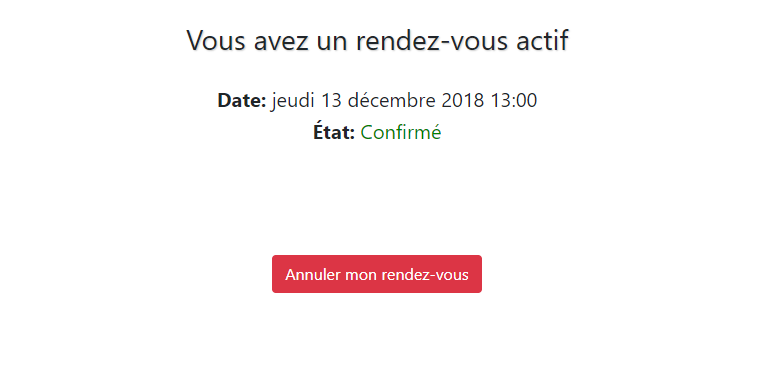 Vous avez un rendez-vous actif
Date: jeudi 13 décembre 2018 13:00
État: Confirmé
Annuler mon rendez-vous